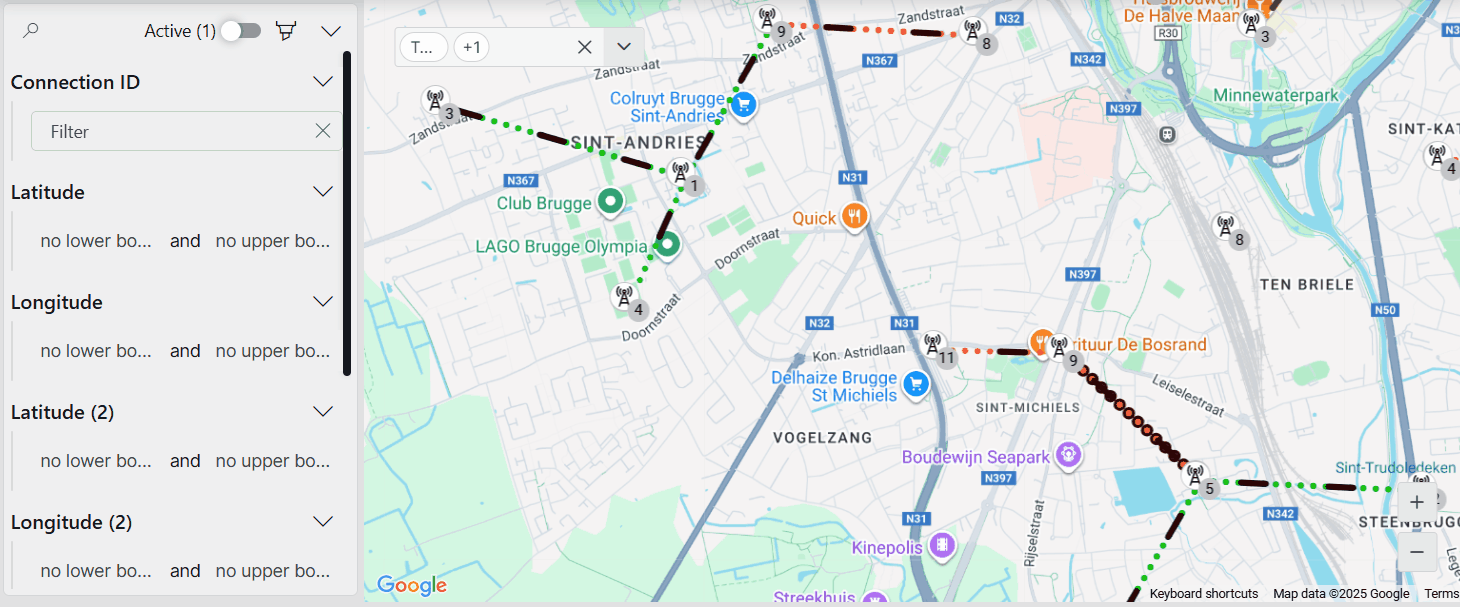 Active (1)
Connection ID
Filter
Latitude
no lower bo... and no upper bo...
Longitude
no lower bo... and no upper bo...
Latitude (2)
no lower bo... and no upper bo...
Longitude (2)
no lower bo... and no upper bo...
T...
+1
9
Zandstraat
N32
8
De Halve Maan
R30
3
N367
N342
Zandstraat
Zandstraat
Colruyt Brugge
Sint-Andries
3
N397
Minnewaterpark
SINT-ANDRIES
4
N367
1
N31
Club Brugge
Quick
8
LAGO Brugge Olympia
Doornstraat
N397
TEN BRIELE
4
Doornstraat
N32
N31
N50
Kon. Astridlaan
11
9
rituur De Bosrand
Delhaize Brugge
St Michiels
Leiselestraat
SINT-MICHIELS
VOGELZANG
Boudewijn Seapark
N397
Sint-Trudoledeken
5
N342
N31
Rijselstraat
Kinepolis
Google
Streekhuis
Keyboard shortcuts
Map data ©2025 Google
Terms